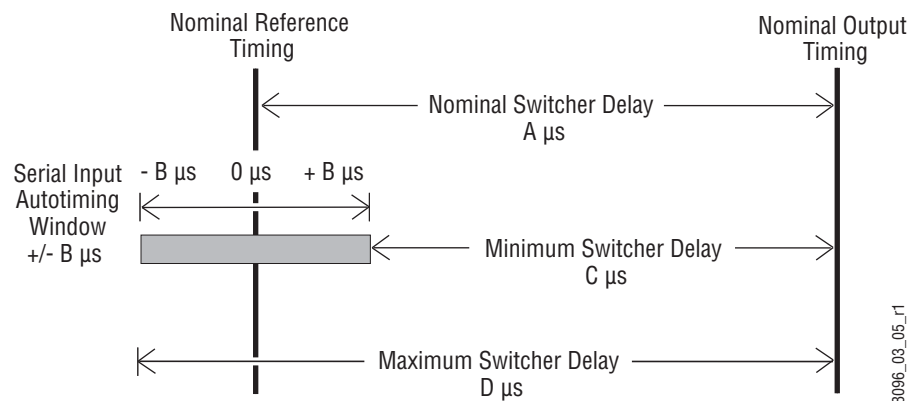 Nominal Reference
Timing
Nominal Output
Timing
Nominal Switcher Delay
A µs
Serial Input
Autotiming
Window
+/- B µs
- B µs 0 µs + B µs
Minimum Switcher Delay
C µs
Maximum Switcher Delay
D µs
8096_03_05_r1